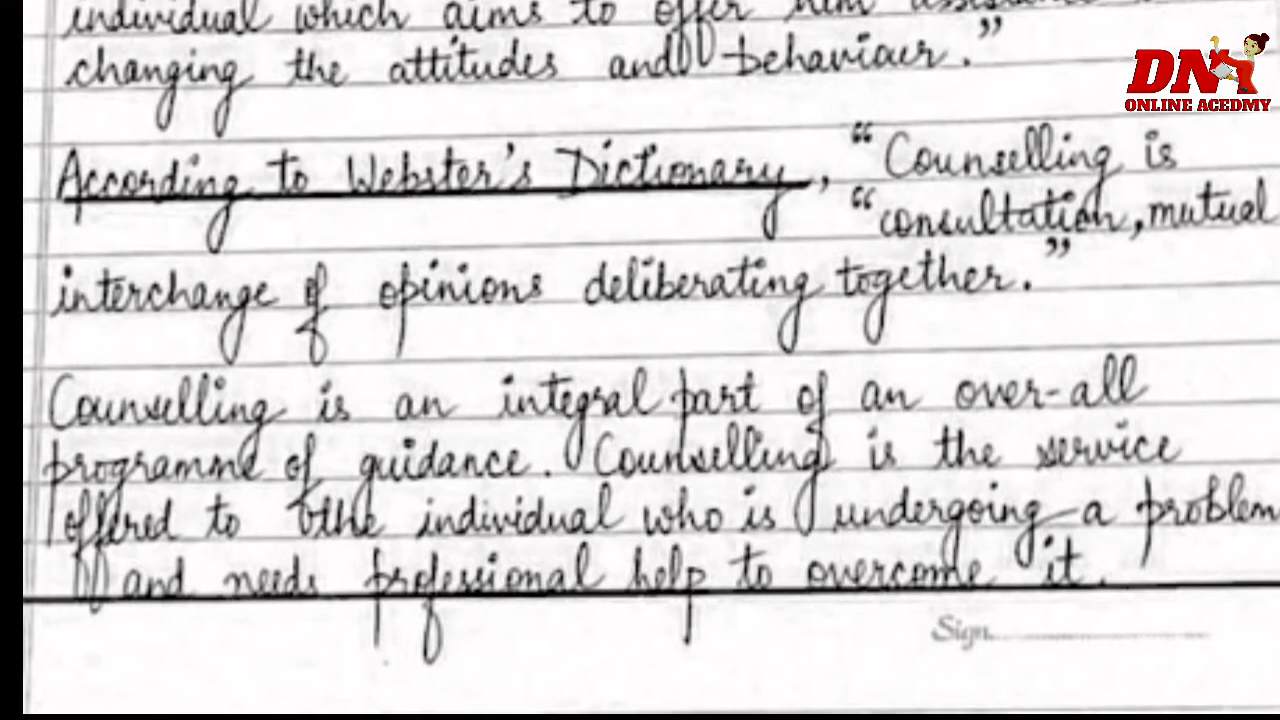 individual which aims to offer him
changing the attitudes and behaviour."
DN
ONLINE ACEDMY
According to Webster's Dictionary, "Counselling is
"consultation, mutual
interchange of opinions deliberating together."
Counselling is an integral part of an over-all
programme of guidance. Counselling is the service
offered to the individual who is undergoing a problem
and needs professional help to overcome it.
Sign